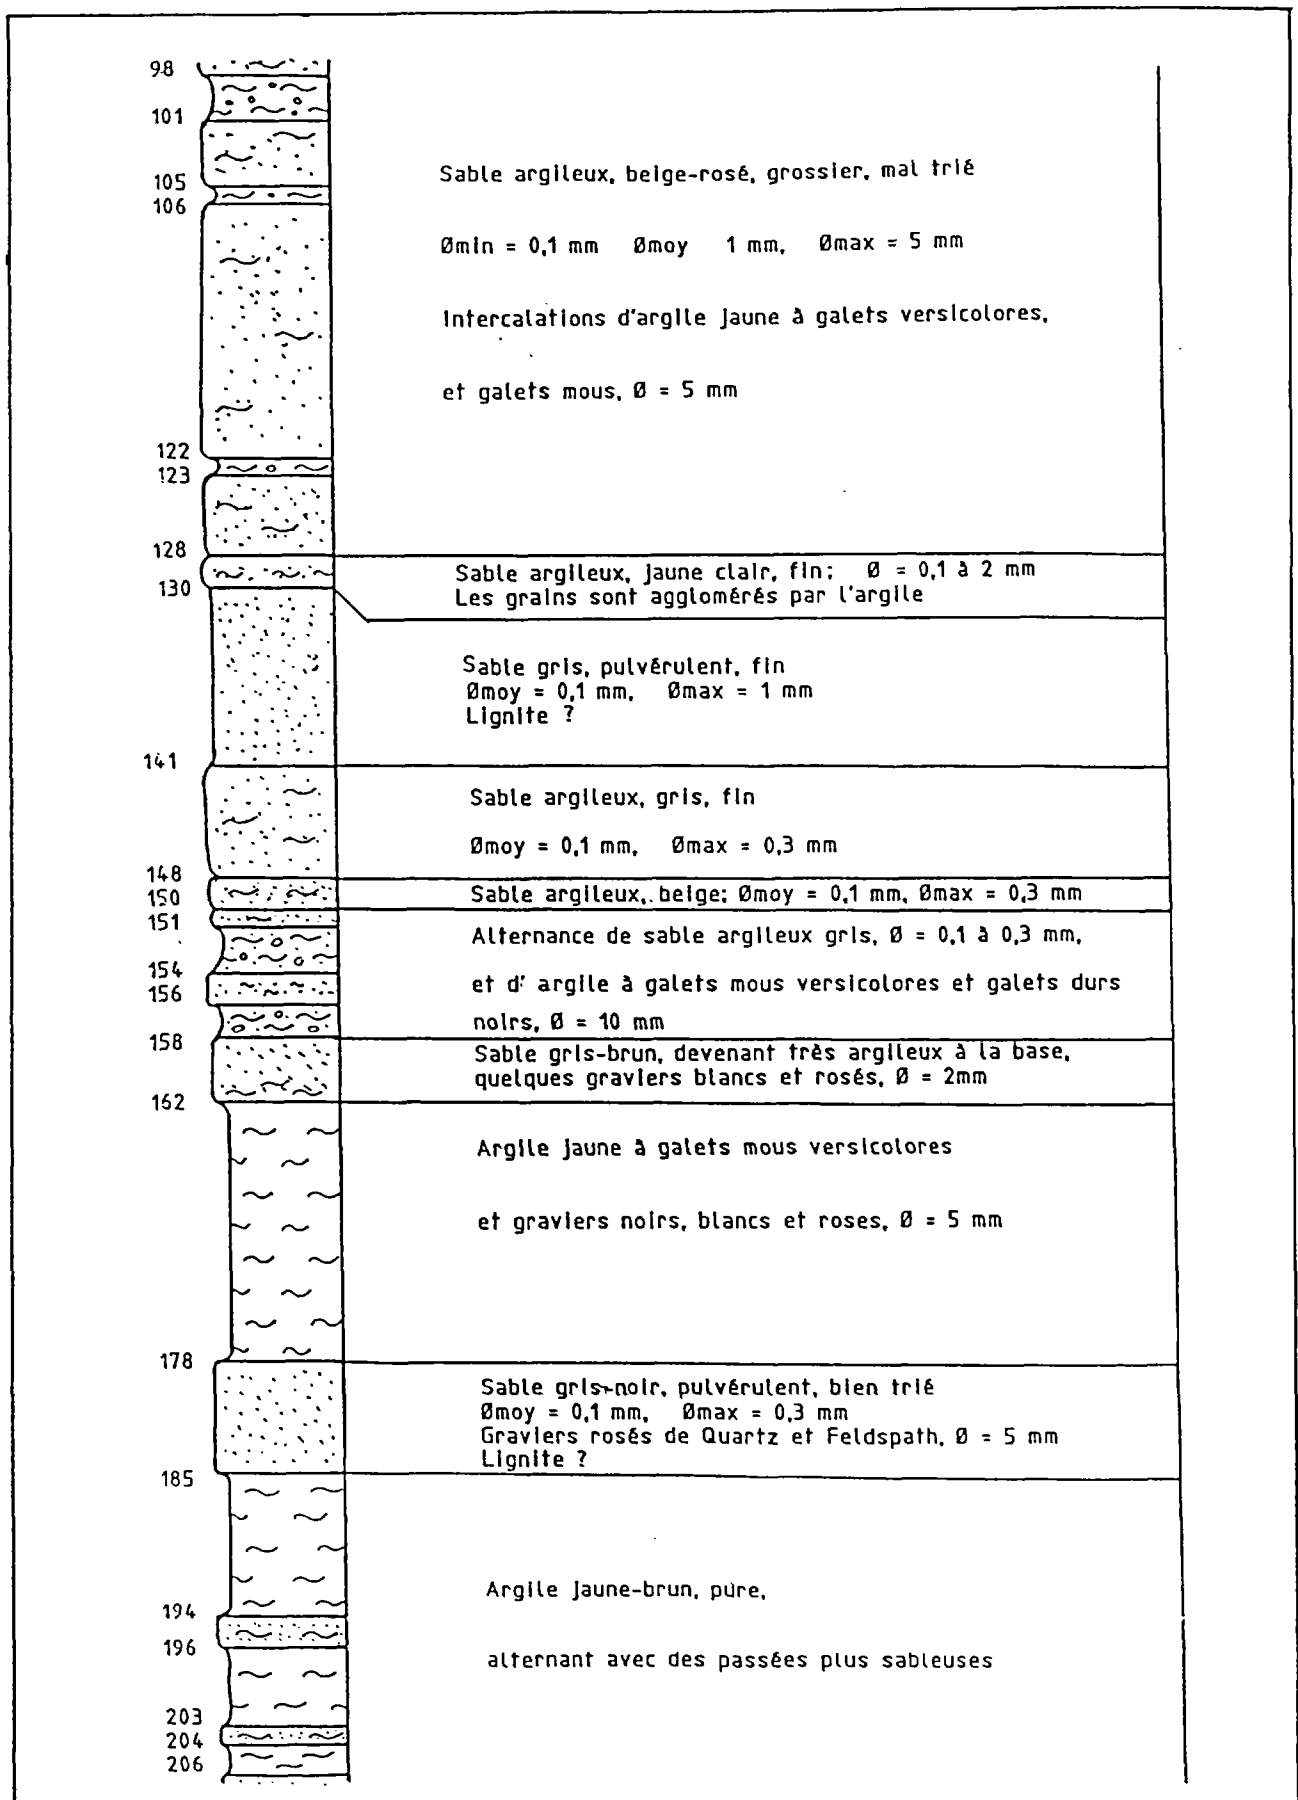 98
101
105
106
Sable argileux, beige-rosé, grossier, mal trié
Ømin = 0,1 mm Ømoy 1 mm, Ømax = 5 mm
Intercalations d'argile jaune à galets versicolores,
et galets mous, Ø = 5 mm
122
123
128
Sable argileux, jaune clair, fin; Ø = 0,1 à 2 mm
Les grains sont agglomérés par l'argile
130
Sable gris, pulvérulent, fin
Ømoy = 0,1 mm, Ømax = 1 mm
Lignite ?
141
Sable argileux, gris, fin
Ømoy = 0,1 mm, Ømax = 0,3 mm
148
150
Sable argileux, beige; Ømoy = 0,1 mm, Ømax = 0,3 mm
151
Alternance de sable argileux gris, Ø = 0,1 à 0,3 mm,
154
et d' argile à galets mous versicolores et galets durs
156
noirs, Ø = 10 mm
158
Sable gris-brun, devenant très argileux à la base,
quelques graviers blancs et rosés, Ø = 2mm
162
Argile jaune à galets mous versicolores
et graviers noirs, blancs et roses, Ø = 5 mm
178
Sable gris-noir, pulvérulent, bien trié
Ømoy = 0,1 mm, Ømax = 0,3 mm
Graviers rosés de Quartz et Feldspath, Ø = 5 mm
Lignite ?
185
Argile jaune-brun, pure,
194
196
alternant avec des passées plus sableuses
203
204
206